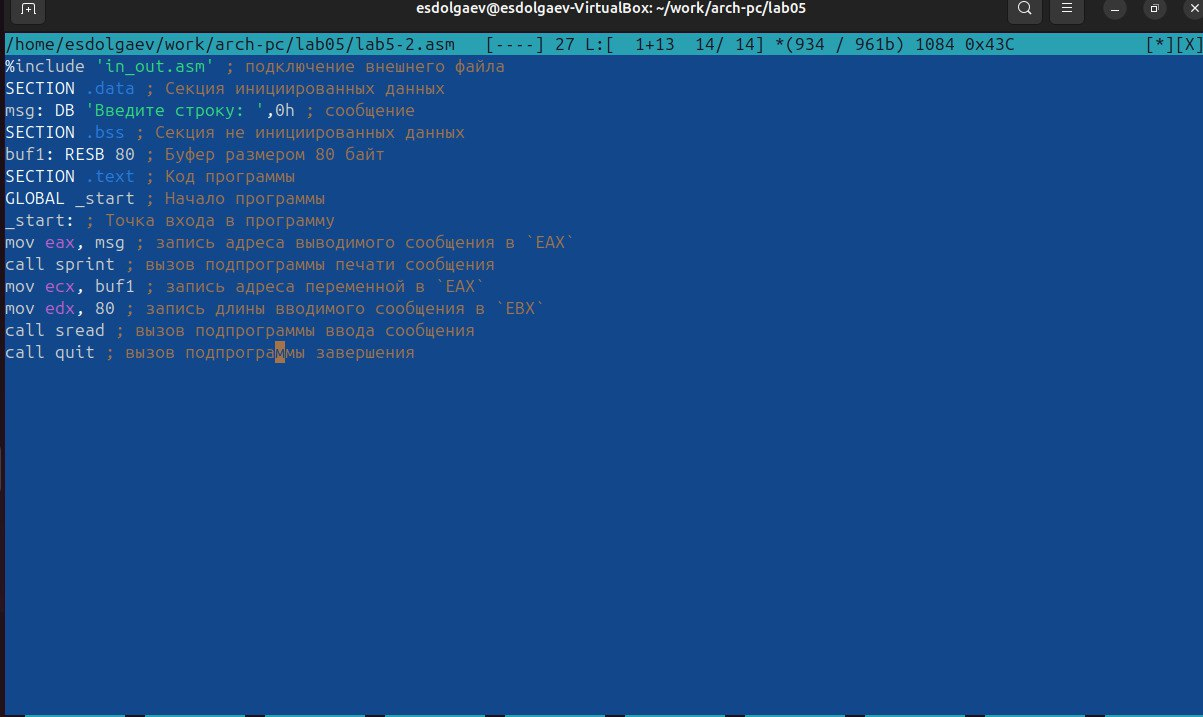 esdolgaev@esdolgaev-VirtualBox: ~/work/arch-pc/lab05
/home/esdolgaev/work/arch-pc/lab05/lab5-2.asm   [----] 27 L:[  1+13  14/ 14] *(934 / 961b) 1084 0x43C   [*][X]
%include 'in_out.asm' ; подключение внешнего файла
SECTION .data ; Секция инициированных данных
msg: DB 'Введите строку: ',0h ; сообщение
SECTION .bss ; Секция не инициированных данных
buf1: RESB 80 ; Буфер размером 80 байт
SECTION .text ; Код программы
GLOBAL _start ; Начало программы
_start: ; Точка входа в программу
mov eax, msg ; запись адреса выводимого сообщения в `EAX`
call sprint ; вызов подпрограммы печати сообщения
mov ecx, buf1 ; запись адреса переменной в `EAX`
mov edx, 80 ; запись длины вводимого сообщения в `EBX`
call sread ; вызов подпрограммы ввода сообщения
call quit ; вызов подпрограммы завершения